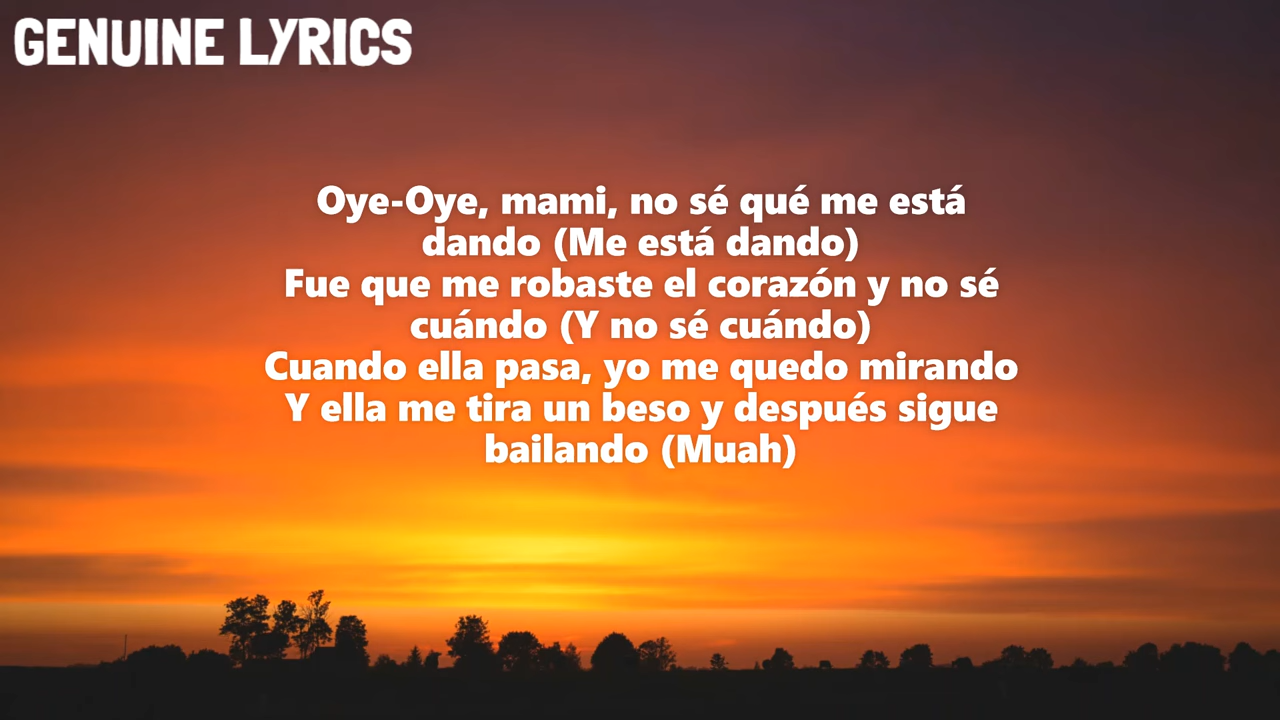 GENUINE LYRICS
Oye-Oye, mami, no sé qué me está
dando (Me está dando)
Fue que me robaste el corazón y no sé
cuándo (Y no sé cuándo)
Cuando ella pasa, yo me quedo mirando
Y ella me tira un beso y después sigue
bailando (Muah)